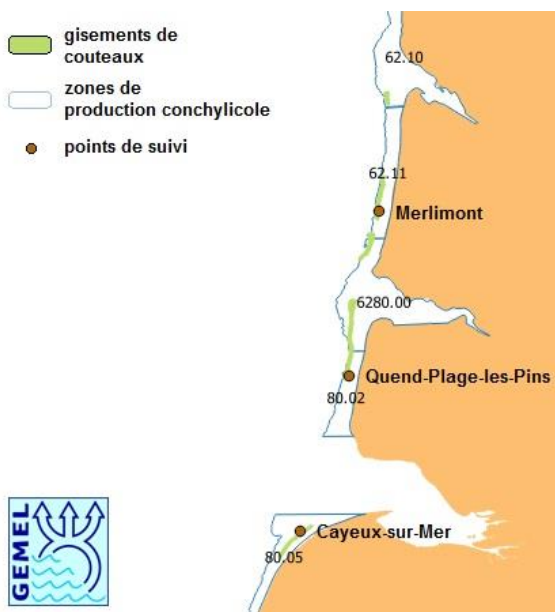 gisements de
couteaux
zones de
production conchylicole
points de suivi
62.10
62.11
Merlimont
6280.00
Quend-Plage-les-Pins
80.02
Cayeux-sur-Mer
80.05
GEMEL